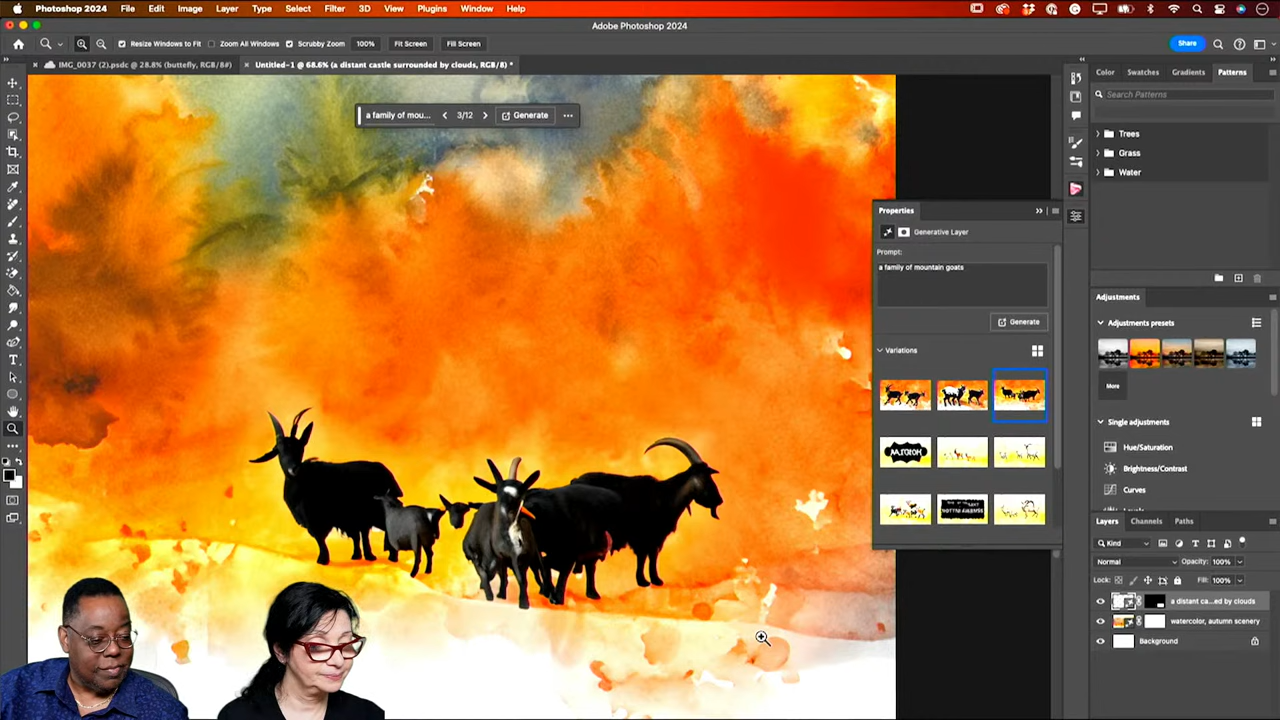 Photoshop 2024 File Edit Image Layer Type Select Filter 3D View Plugins Window Help
Adobe Photoshop 2024
Resize Windows to Fit Zoom All Windows Scrubby Zoom 100% Fit Screen Fill Screen Share
IMG_0037 (2).psdc @ 28.8% (buttefly, RGB/8#)
Untitled-1 @ 68.6% (a distant castle surrounded by clouds, RGB/8) *
Color Swatches Gradients Patterns
Search Patterns
a family of mou... 3/12 Generate
Trees
Grass
Water
Properties
Generative Layer
Prompt:
a family of mountain goats
Generate
Variations
Adjustments
Adjustments presets
More
Single adjustments
Hue/Saturation
Brightness/Contrast
Curves
Layers Channels Paths
Kind
Normal Opacity: 100%
Lock: Fill: 100%
a distant ca...ed by clouds
watercolor, autumn scenery
Background